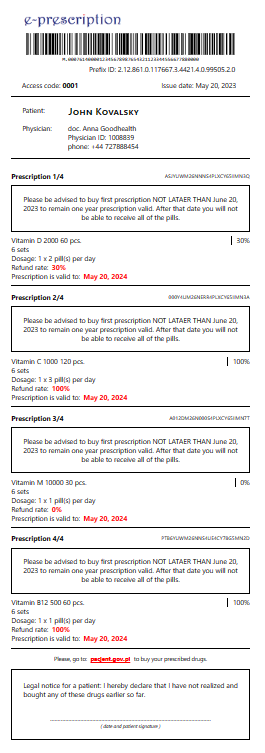 e-prescription
Prefix ID: 2.12.861.0.117667.3.4421.4.0.99505.2.0
Access code: 0001
Issue date: May 20, 2023
Patient: JOHN KOVALSKY
Physician: doc. Anna Goodhealth
Physician ID: 1008839
phone: +44 727888454
Prescription 1/4
Please be advised to buy first prescription NOT LATAER THAN June 20,
2023 to remain one year prescription valid. After that date you will not
be able to receive all of the pills.
Vitamin D 2000 60 pcs. 30%
6 sets
Dosage: 1 x 2 pill(s) per day
Refund rate: 30%
Prescription is valid to: May 20, 2024
Prescription 2/4
Please be advised to buy first prescription NOT LATAER THAN June 20,
2023 to remain one year prescription valid. After that date you will not
be able to receive all of the pills.
Vitamin C 1000 120 pcs. 100%
6 sets
Dosage: 1 x 3 pill(s) per day
Refund rate: 100%
Prescription is valid to: May 20, 2024
Prescription 3/4
Please be advised to buy first prescription NOT LATAER THAN June 20,
2023 to remain one year prescription valid. After that date you will not
be able to receive all of the pills.
Vitamin M 10000 30 pcs. 0%
6 sets
Dosage: 1 x 1 pill(s) per day
Refund rate: 0%
Prescription is valid to: May 20, 2024
Prescription 4/4
Please be advised to buy first prescription NOT LATAER THAN June 20,
2023 to remain one year prescription valid. After that date you will not
be able to receive all of the pills.
Vitamin B12 500 60 pcs. 100%
6 sets
Dosage: 1 x 1 pill(s) per day
Refund rate: 100%
Prescription is valid to: May 20, 2024
Please, go to: pacjent.gov.pl to buy your prescribed drugs.
Legal notice for a patient: I hereby declare that I have not realized and
bought any of these drugs earlier so far.
( date and patient signature )